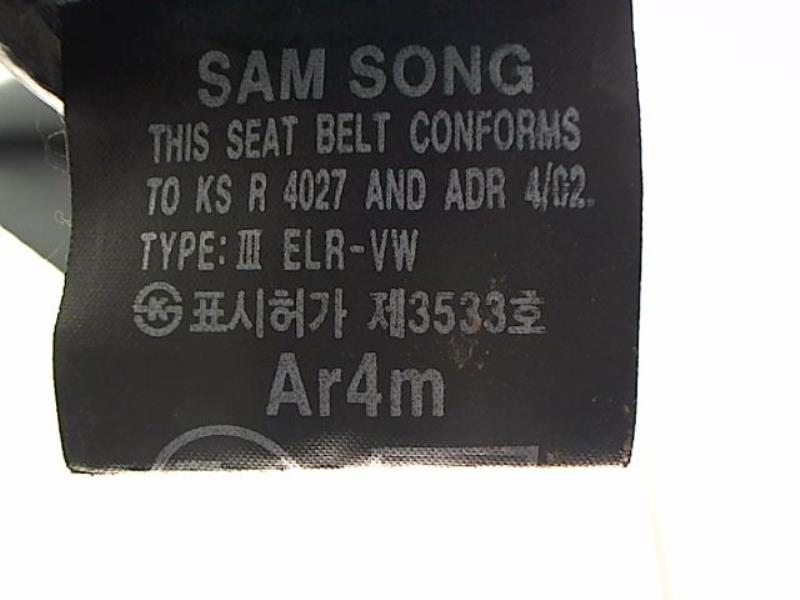 SAM SONG
THIS SEAT BELT CONFORMS
TO KS R 4027 AND ADR 4/02.
TYPE: III ELR-VW
표시허가 제3533호
Ar4m